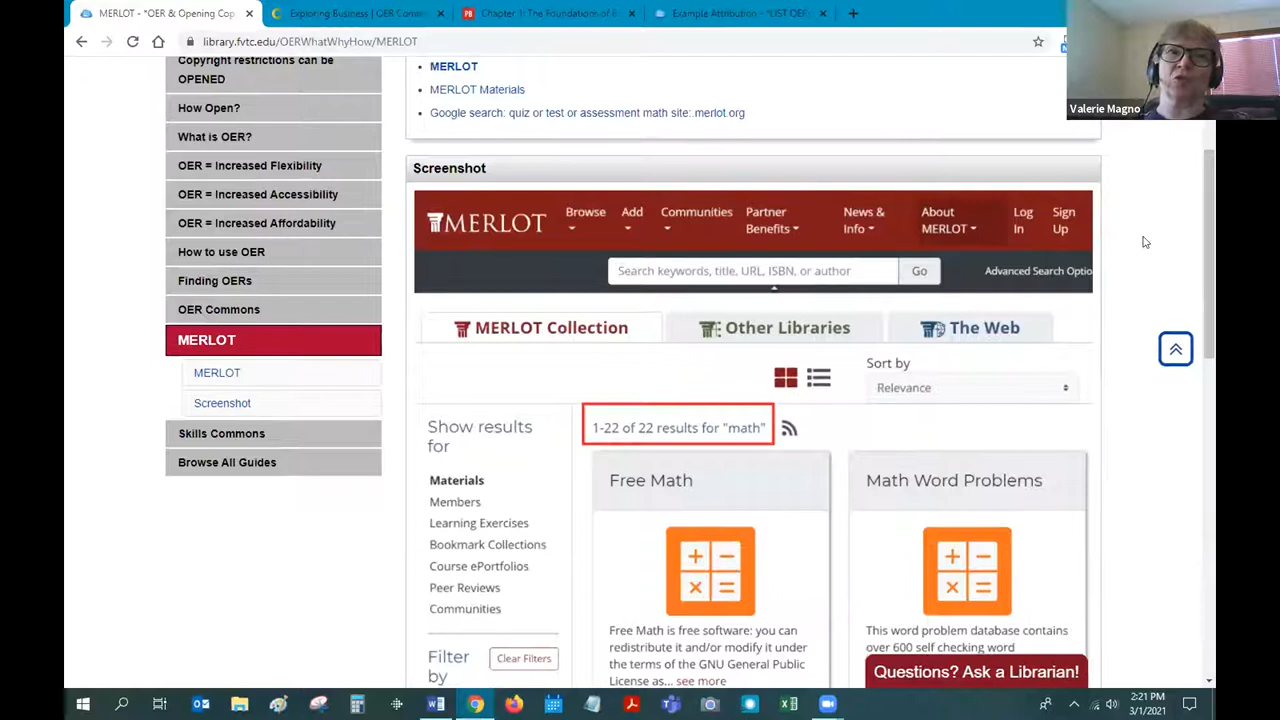 MERLOT - *OER & Opening Cop
Exploring Business | OER Comm
Chapter 1: The Foundations of B
Example Attribution - *LIST OEF
library.fvtc.edu/OERWhatWhyHow/MERLOT
Valerie Magno
Copyright restrictions can be
OPENED
How Open?
What is OER?
OER = Increased Flexibility
OER = Increased Accessibility
OER = Increased Affordability
How to use OER
Finding OERs
OER Commons
MERLOT
MERLOT
Screenshot
Skills Commons
Browse All Guides
MERLOT
MERLOT Materials
Google search: quiz or test or assessment math site:.merlot.org
Screenshot
MERLOT
Browse
Add
Communities
Partner
Benefits
News &
Info
About
MERLOT
Log
In
Sign
Up
Search keywords, title, URL, ISBN, or author
Go
Advanced Search Optio
MERLOT Collection
Other Libraries
The Web
Sort by
Relevance
Show results
for
Materials
Members
Learning Exercises
Bookmark Collections
Course ePortfolios
Peer Reviews
Communities
Filter
by
Clear Filters
1-22 of 22 results for "math"
Free Math
Free Math is free software: you can
redistribute it and/or modify it under
the terms of the GNU General Public
License as... see more
Math Word Problems
This word problem database contains
over 600 self checking word
Questions? Ask a Librarian!
2:21 PM
3/1/2021